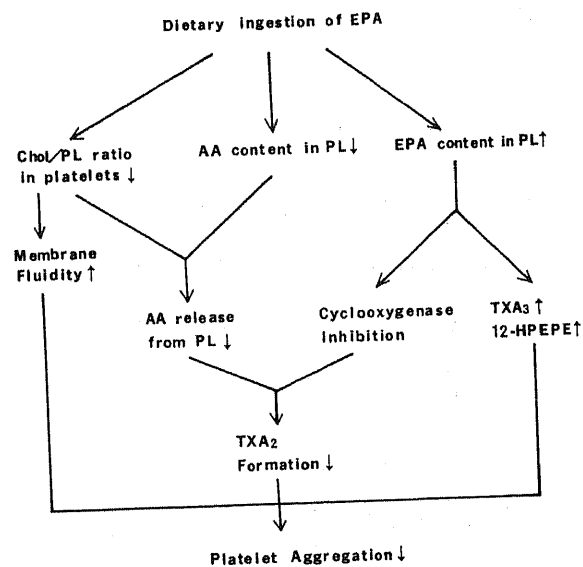 Dietary ingestion of EPA
Chol/PL ratio
in platelets ↓
AA content in PL↓
EPA content in PL↑
Membrane
Fluidity ↑
AA release
from PL ↓
Cyclooxygenase
inhibition
TXA3 ↑
12-HPEPE↑
TXA2
Formation ↓
Platelet Aggregation ↓